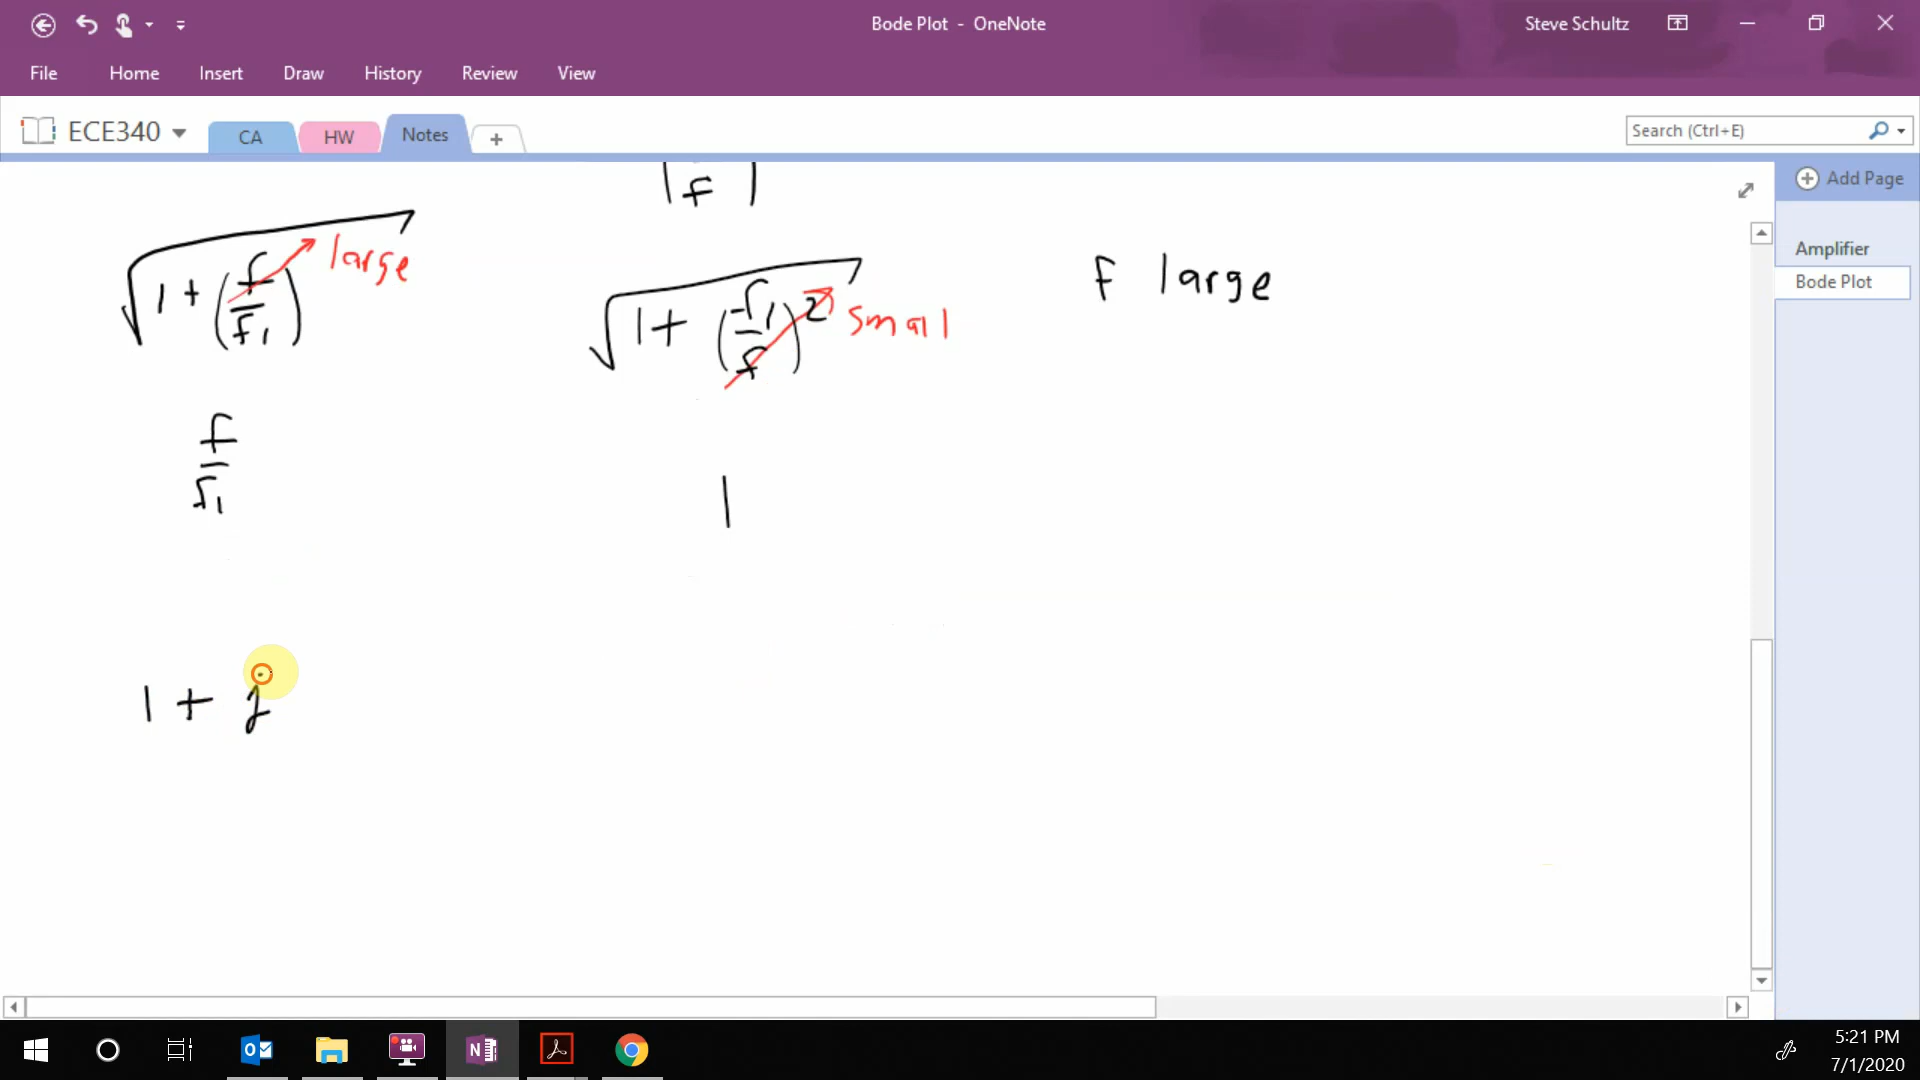 Bode Plot - OneNote
Steve Schultz
File Home Insert Draw History Review View
ECE340
CA HW Notes +
Search (Ctrl+E)
Add Page
Amplifier
Bode Plot
|f|
√(1 + (f/f₁)) large
√(1 + (f₁/f)²) small
F large
f/f₁
1
1 + j
5:21 PM
7/1/2020